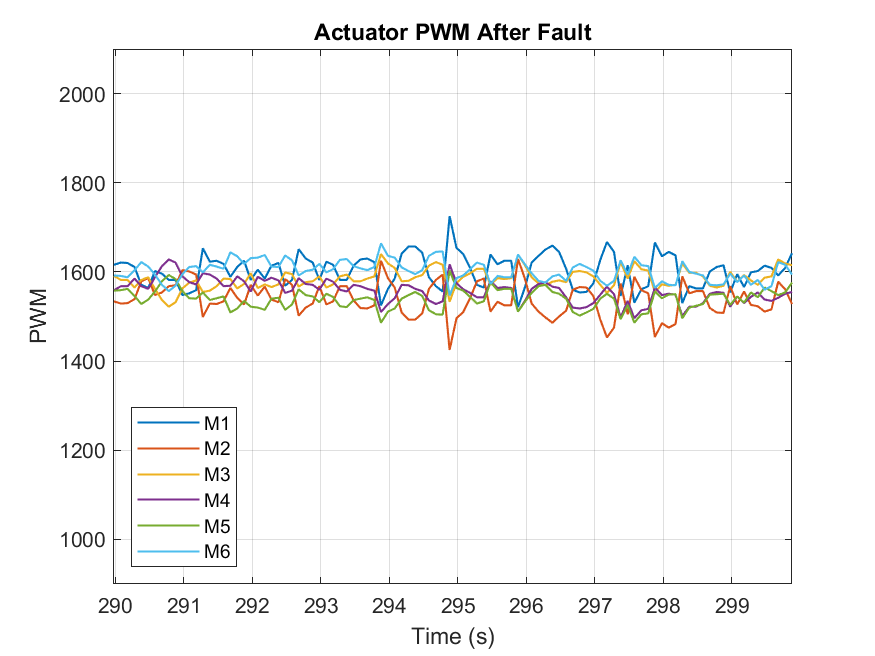 Actuator PWM After Fault
PWM
2000
1800
1600
1400
1200
1000
M1
M2
M3
M4
M5
M6
290 291 292 293 294 295 296 297 298 299
Time (s)